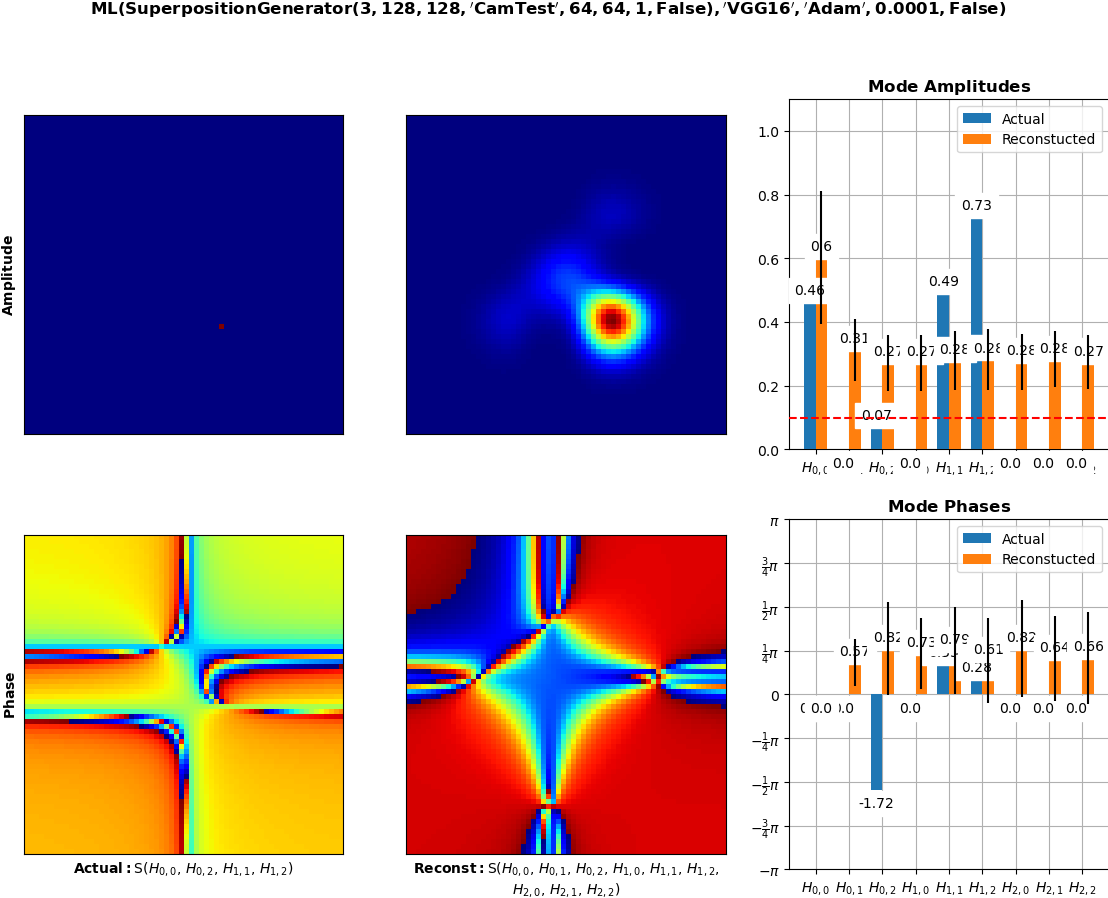 ML(SuperpositionGenerator(3, 128, 128, ′CamTest′, 64, 64, 1, False), ′VGG16′, ′Adam′, 0.0001, False)
Amplitude
Mode Amplitudes
Actual
Reconstucted
1.0
0.8
0.6
0.4
0.2
0.0
0.46
0.6
0.31
0.07
0.27
0.27
0.49
0.28
0.73
0.28
0.28
0.28
0.27
0.0
0.0
0.0
0.0
0.0
Phase
Mode Phases
Actual
Reconstucted
π
3/4π
1/2π
1/4π
0
−1/4π
−1/2π
−3/4π
−π
0.0
0.57
-1.72
0.82
0.0
0.73
0.79
0.28
0.61
0.0
0.82
0.0
0.64
0.0
0.66
H0,0 H0,1 H0,2 H1,0 H1,1 H1,2 H2,0 H2,1 H2,2
Actual: S(H0,0, H0,2, H1,1, H1,2)
Reconst: S(H0,0, H0,1, H0,2, H1,0, H1,1, H1,2,
H2,0, H2,1, H2,2)